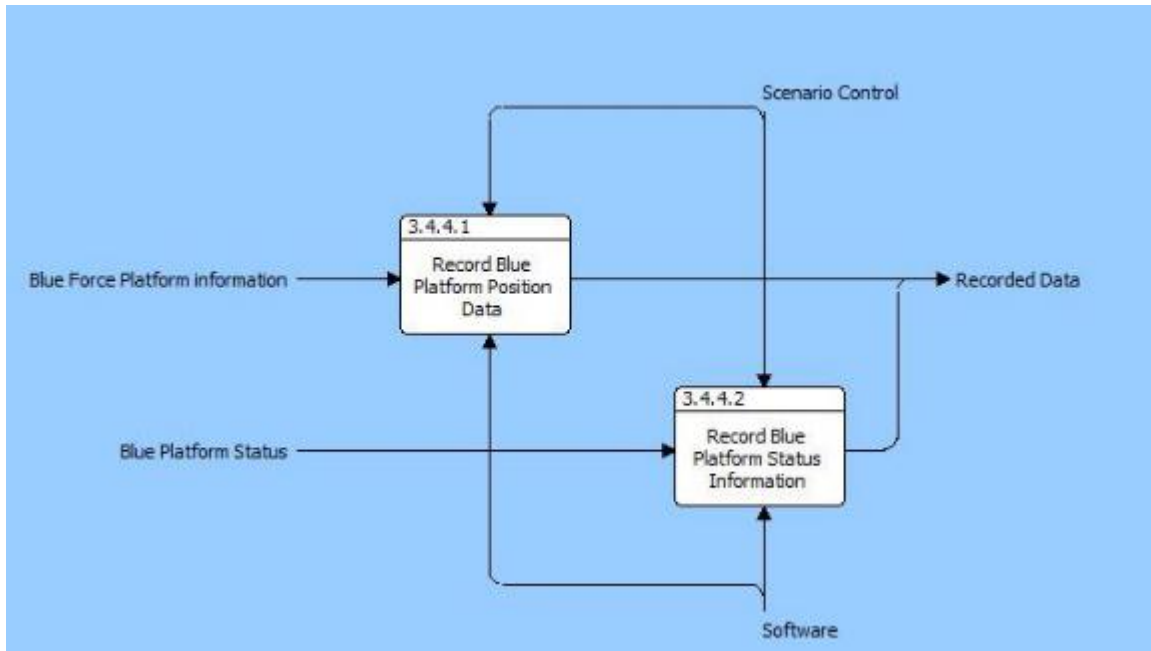 Scenario Control
3.4.4.1
Record Blue
Platform Position
Data
Blue Force Platform information
Recorded Data
3.4.4.2
Record Blue
Platform Status
Information
Blue Platform Status
Software